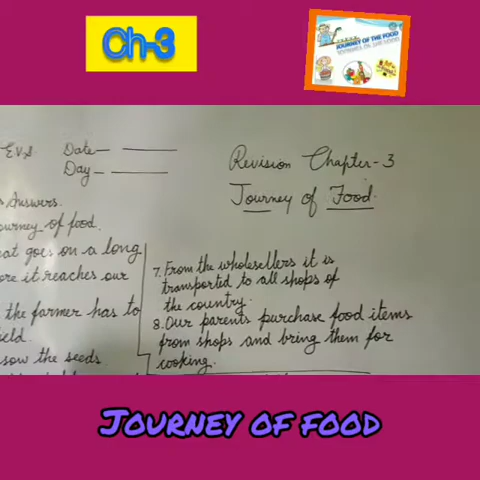 Ch-3
JOURNEY OF THE FOOD
E.V.S. Date—
Day—
Revision Chapter-3
Journey of Food
Answers.
ourney of food.
at goes on a long
ore it reaches our
the farmer has to
ield.
sow the seeds.
7. From the wholesellers it is
transported to all shops of
the country.
8. Our parents purchase food items
from shops and bring them for
cooking.
JOURNEY OF FOOD